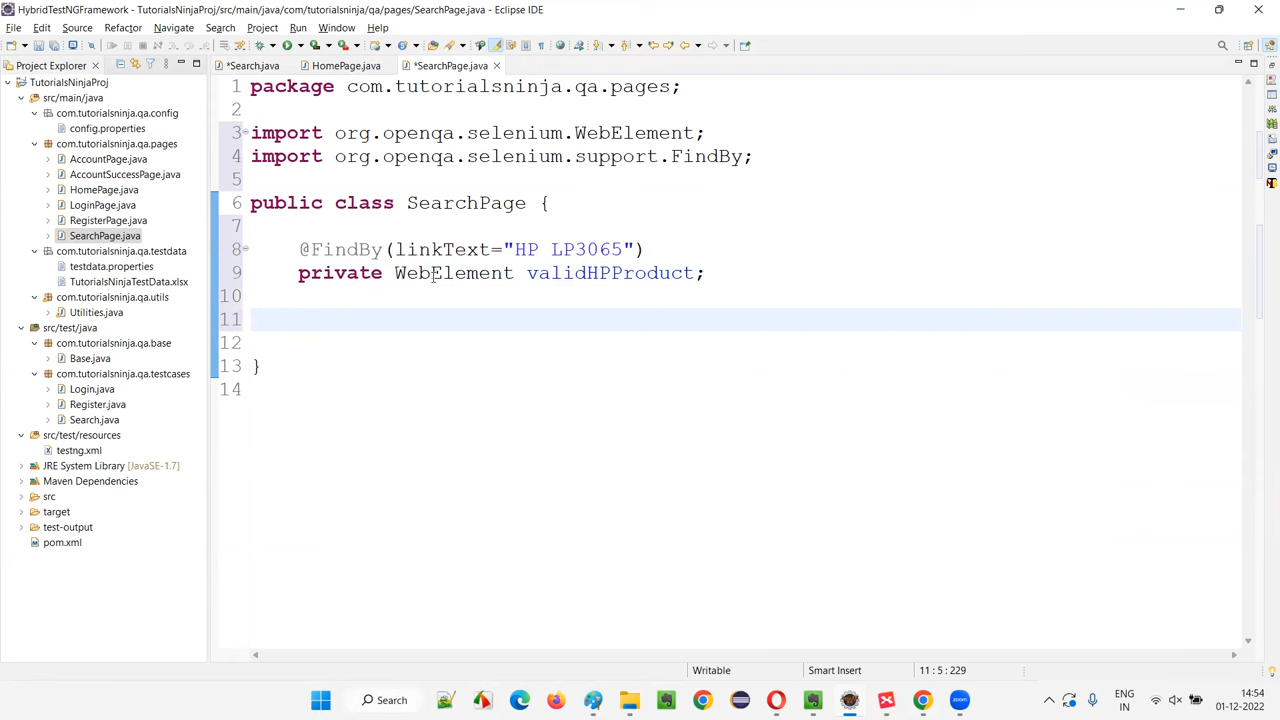 HybridTestNGFramework - TutorialsNinjaProj/src/main/java/com/tutorialsninja/qa/pages/SearchPage.java - Eclipse IDE
File Edit Source Refactor Navigate Search Project Run Window Help
Project Explorer
*Search.java
HomePage.java
*SearchPage.java
TutorialsNinjaProj
src/main/java
com.tutorialsninja.qa.config
config.properties
com.tutorialsninja.qa.pages
AccountPage.java
AccountSuccessPage.java
HomePage.java
LoginPage.java
RegisterPage.java
SearchPage.java
com.tutorialsninja.qa.testdata
testdata.properties
TutorialsNinjaTestData.xlsx
com.tutorialsninja.qa.utils
Utilities.java
src/test/java
com.tutorialsninja.qa.base
Base.java
com.tutorialsninja.qa.testcases
Login.java
Register.java
Search.java
src/test/resources
testng.xml
JRE System Library [JavaSE-1.7]
Maven Dependencies
src
target
test-output
pom.xml
1 package com.tutorialsninja.qa.pages;
2
3 import org.openqa.selenium.WebElement;
4 import org.openqa.selenium.support.FindBy;
5
6 public class SearchPage {
7
8 @FindBy(linkText="HP LP3065")
9 private WebElement validHPProduct;
10
11
12
13 }
14
Writable
Smart Insert
11 : 5 : 229
Search
ENG
IN
14:54
01-12-2022